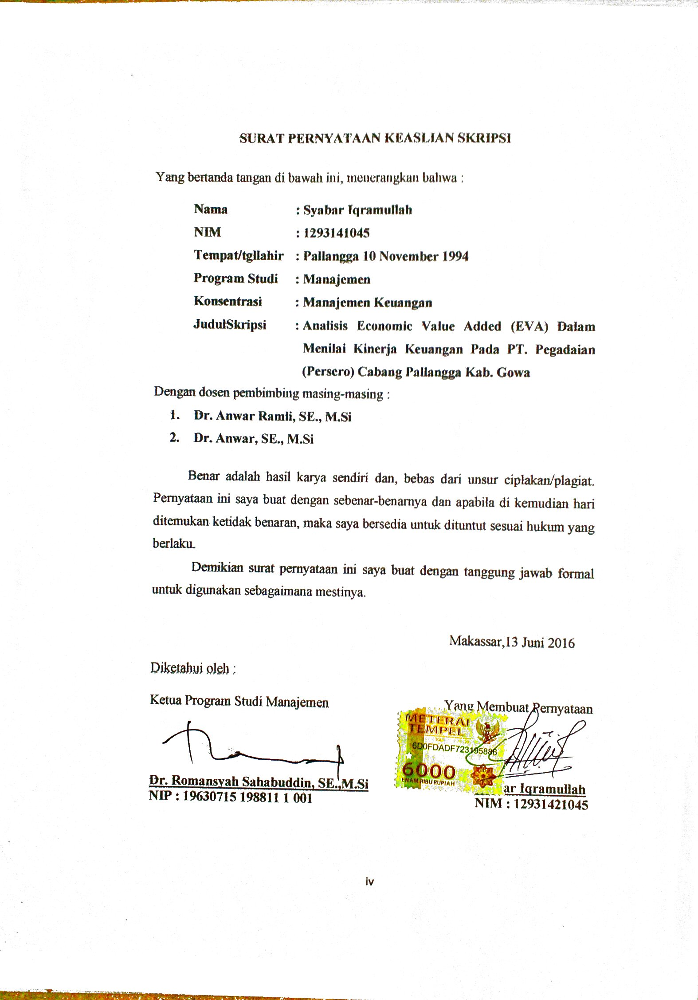 SURAT PERNYATAAN KEASLIAN SKRIPSI
Yang bertanda tangan di bawah ini, menerangkan bahwa :
Nama : Syabar Iqramullah
NIM : 1293141045
Tempat/tgllahir : Pallangga 10 November 1994
Program Studi : Manajemen
Konsentrasi : Manajemen Keuangan
JudulSkripsi : Analisis Economic Value Added (EVA) Dalam
Menilai Kinerja Keuangan Pada PT. Pegadaian
(Persero) Cabang Pallangga Kab. Gowa
Dengan dosen pembimbing masing-masing :
1. Dr. Anwar Ramli, SE., M.Si
2. Dr. Anwar, SE., M.Si
Benar adalah hasil karya sendiri dan, bebas dari unsur ciplakan/plagiat.
Pernyataan ini saya buat dengan sebenar-benarnya dan apabila di kemudian hari
ditemukan ketidak benaran, maka saya bersedia untuk dituntut sesuai hukum yang
berlaku.
Demikian surat pernyataan ini saya buat dengan tanggung jawab formal
untuk digunakan sebagaimana mestinya.
Makassar,13 Juni 2016
Diketahui oleh :
Ketua Program Studi Manajemen
Yang Membuat Pernyataan
METERAI
TEMPEL
6D0FDADF723195886
6000
ENAM RIBU RUPIAH
Dr. Romansyah Sahabuddin, SE.,M.Si
NIP : 19630715 198811 1 001
ar Iqramullah
NIM : 12931421045
iv